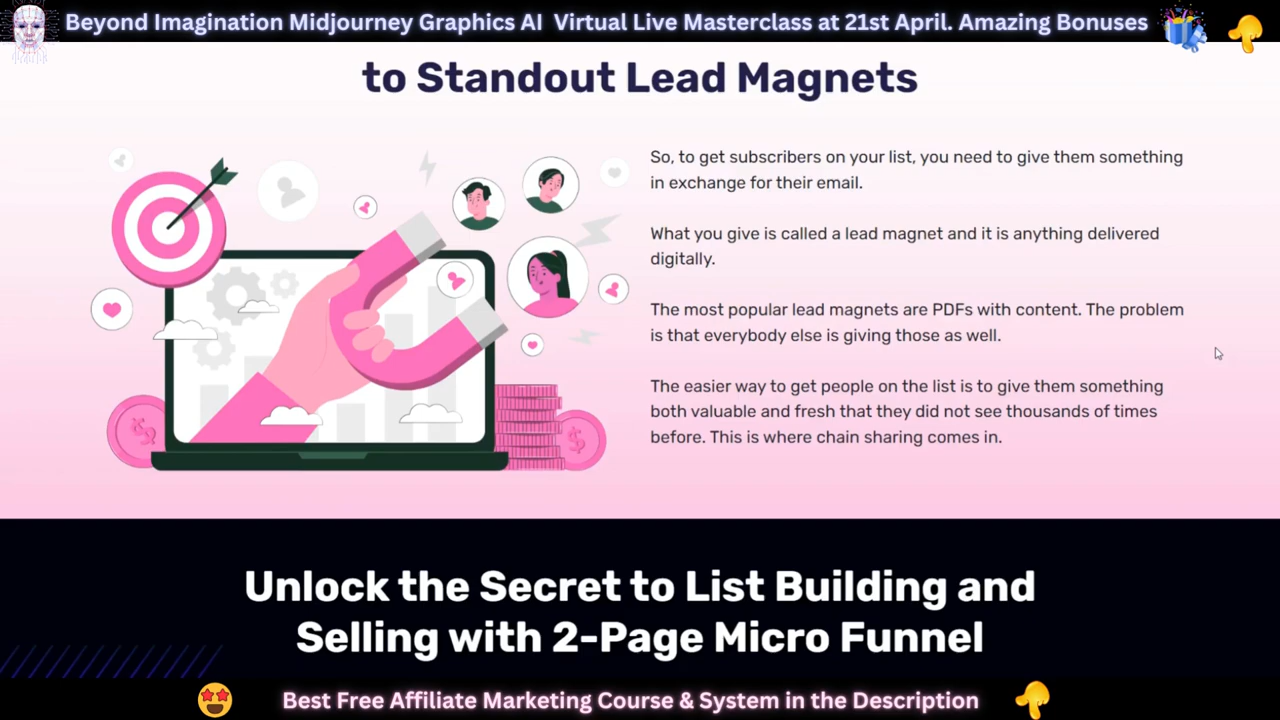 Beyond Imagination Midjourney Graphics AI Virtual Live Masterclass at 21st April. Amazing Bonuses
to Standout Lead Magnets
So, to get subscribers on your list, you need to give them something
in exchange for their email.
What you give is called a lead magnet and it is anything delivered
digitally.
The most popular lead magnets are PDFs with content. The problem
is that everybody else is giving those as well.
The easier way to get people on the list is to give them something
both valuable and fresh that they did not see thousands of times
before. This is where chain sharing comes in.
$
$
Unlock the Secret to List Building and
Selling with 2-Page Micro Funnel
Best Free Affiliate Marketing Course & System in the Description